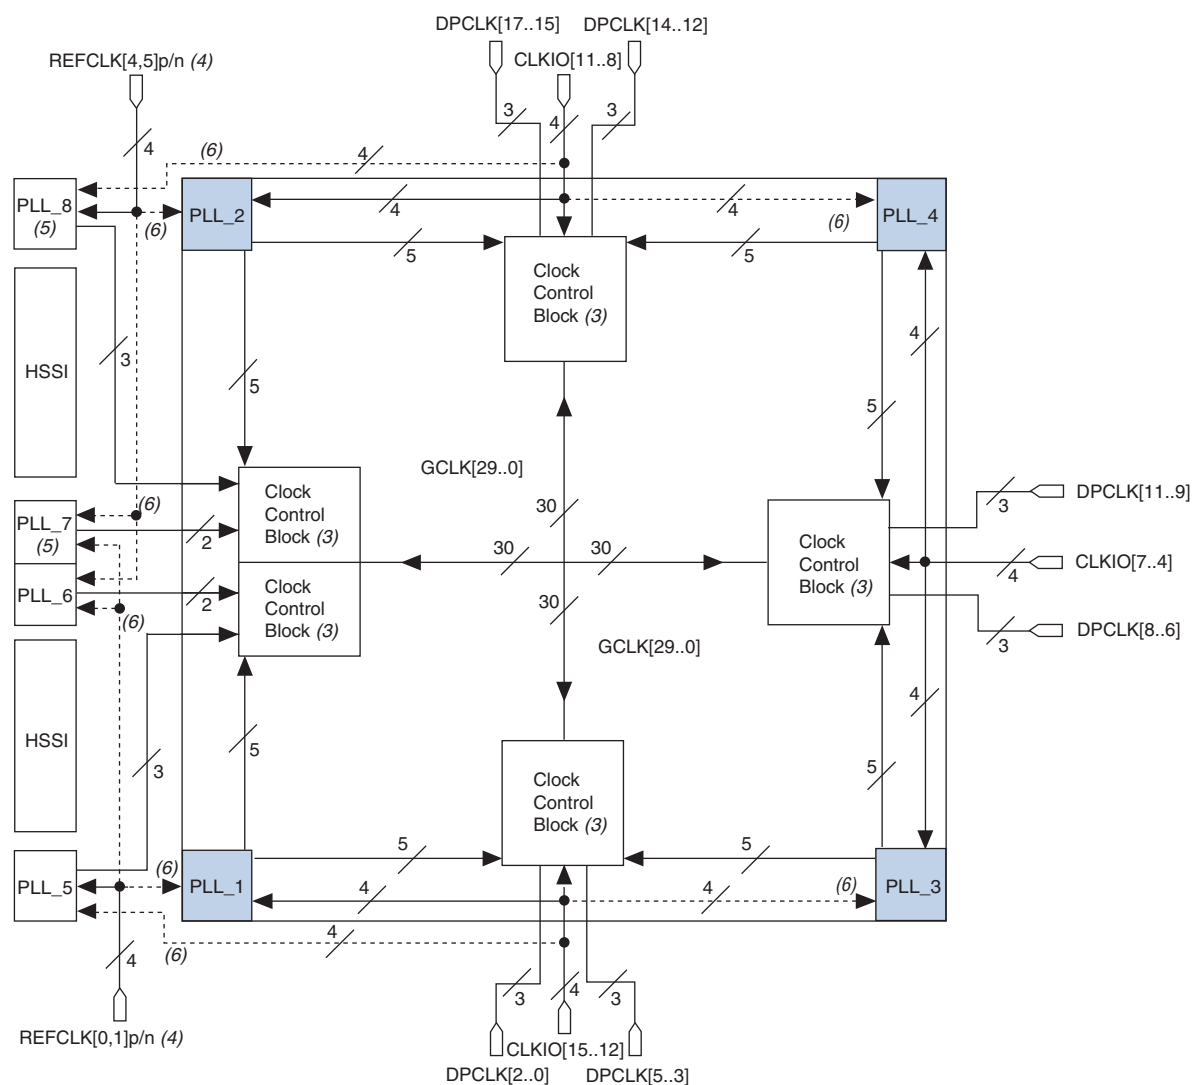 DPCLK[17..15]
DPCLK[14..12]
REFCLK[4,5]p/n (4)
CLKIO[11..8]
3
4
3
4
(6)
4
PLL_8
(5)
(6)
PLL_2
4
4
(6)
PLL_4
5
5
Clock
Control
Block (3)
4
3
HSSI
5
5
GCLK[29..0]
Clock
Control
Block (3)
30
(6)
PLL_7
(5)
2
3
DPCLK[11..9]
30
30
Clock
Control
Block (3)
4
CLKIO[7..4]
PLL_6
2
(6)
Clock
Control
Block (3)
30
GCLK[29..0]
3
DPCLK[8..6]
4
HSSI
3
5
5
Clock
Control
Block (3)
5
5
PLL_5
(6)
PLL_1
4
4
(6)
PLL_3
4
(6)
4
3
4
3
REFCLK[0,1]p/n (4)
CLKIO[15..12]
DPCLK[2..0]
DPCLK[5..3]